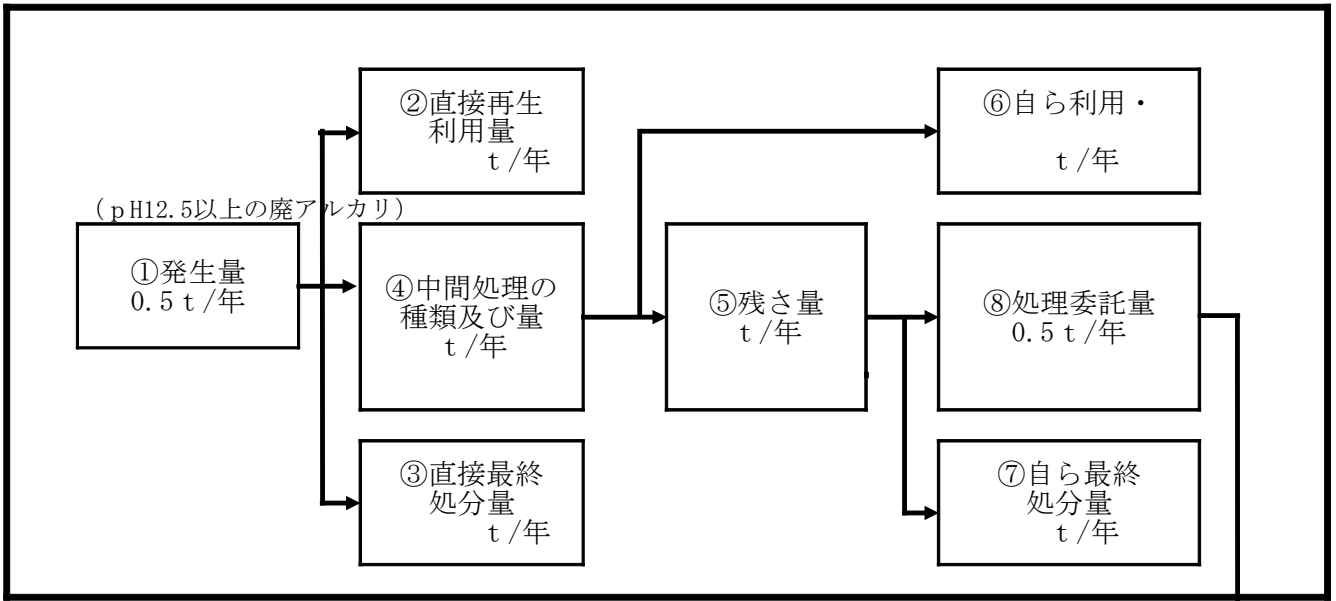 ②直接再生
利用量
t/年
⑥自ら利用・
t/年
(pH12.5以上の廃アルカリ)
①発生量
0.5t/年
④中間処理の
種類及び量
t/年
⑤残さ量
t/年
⑧処理委託量
0.5t/年
③直接最終
処分量
t/年
⑦自ら最終
処分量
t/年